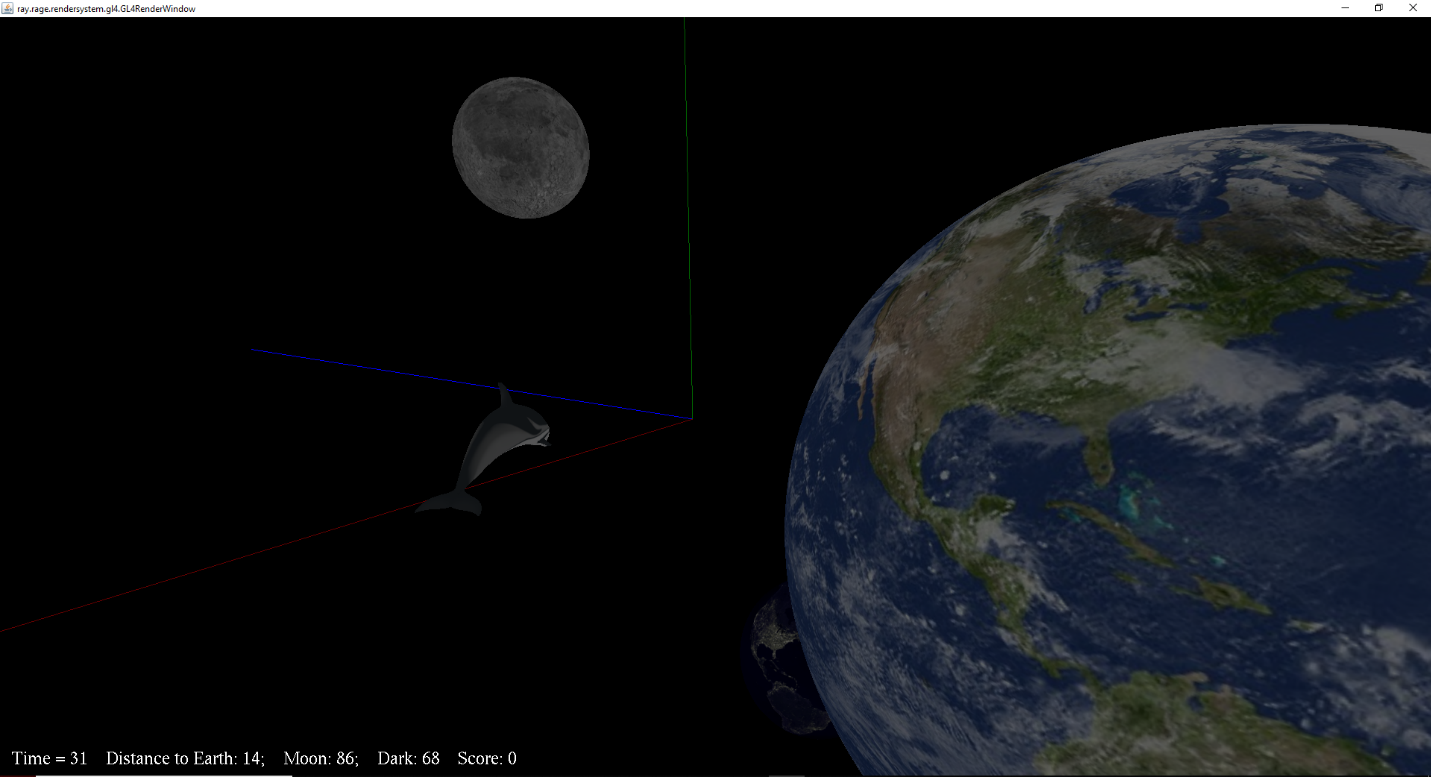 ray.rage.rendersystem.gl4.GL4RenderWindow
Time = 31 Distance to Earth: 14; Moon: 86; Dark: 68 Score: 0